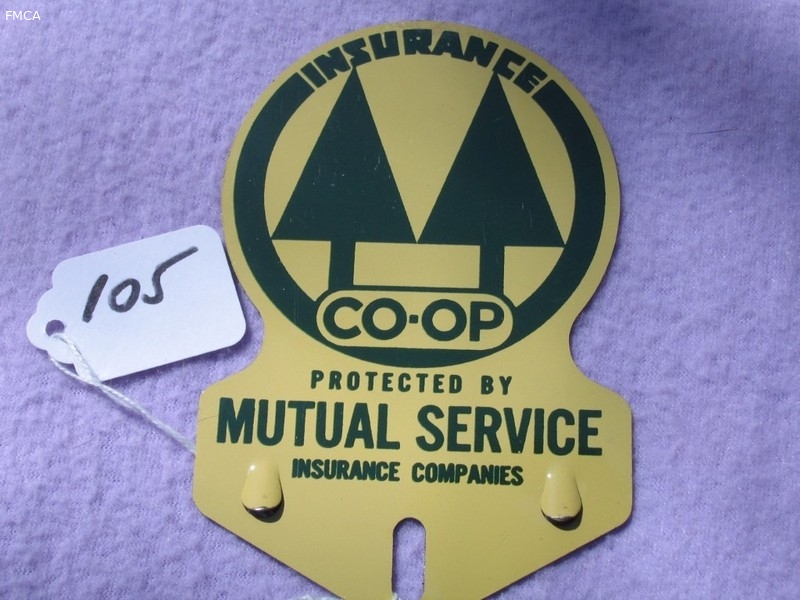 FMCA
INSURANCE
105
CO-OP
PROTECTED BY
MUTUAL SERVICE
INSURANCE COMPANIES